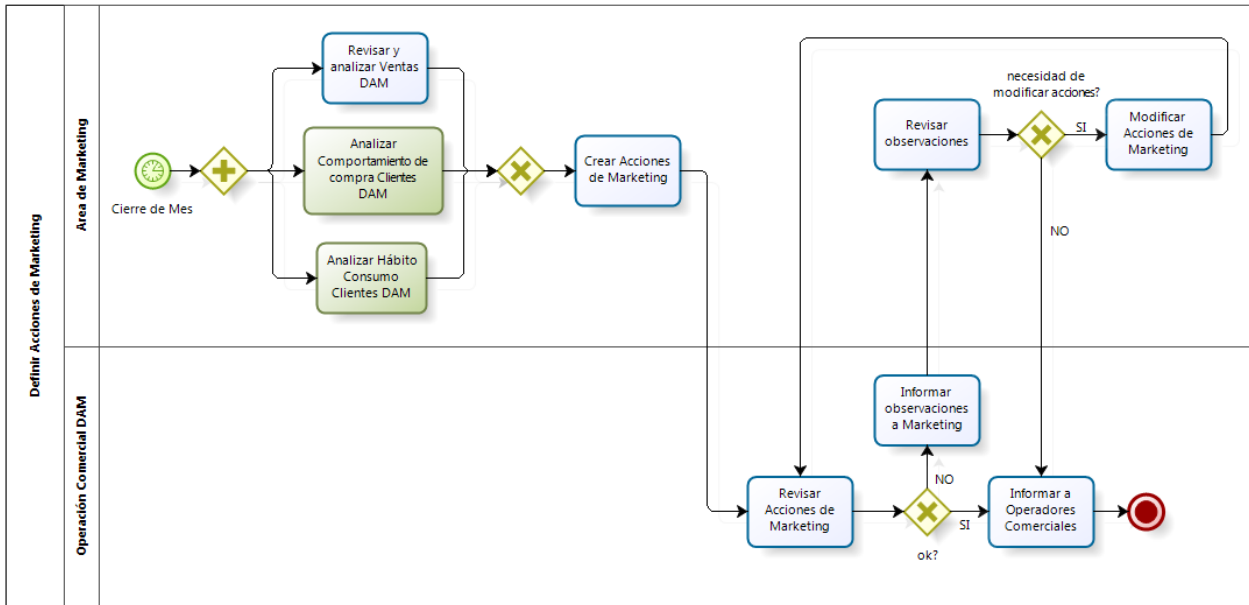 Definir Acciones de Marketing
Area de Marketing
Cierre de Mes
Revisar y
analizar Ventas
DAM
Analizar
Comportamiento de
compra Clientes
DAM
Analizar Hábito
Consumo
Clientes DAM
Crear Acciones
de Marketing
Revisar
observaciones
necesidad de
modificar acciones?
SI
Modificar
Acciones de
Marketing
NO
Operación Comercial DAM
Informar
observaciones
a Marketing
NO
Revisar
Acciones de
Marketing
ok?
SI
Informar a
Operadores
Comerciales